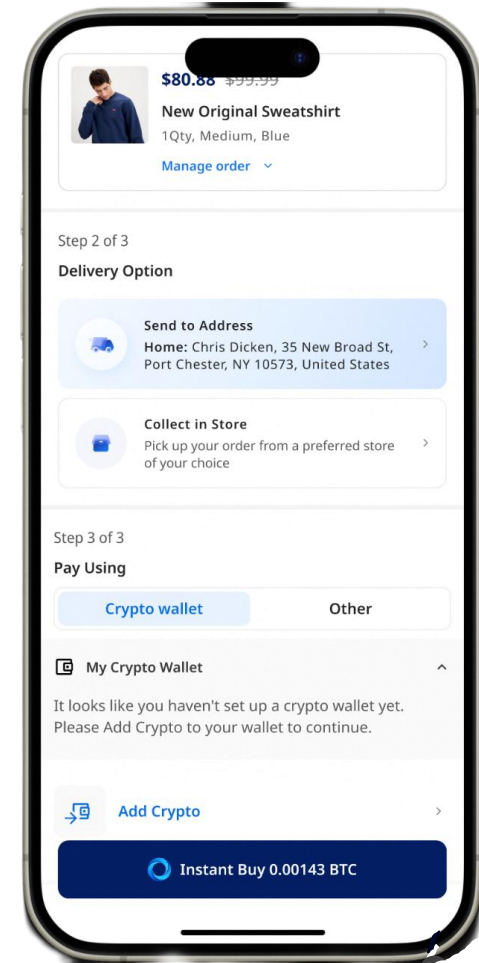 $80.88 $99.99
New Original Sweatshirt
1Qty, Medium, Blue
Manage order
Step 2 of 3
Delivery Option
Send to Address
Home: Chris Dicken, 35 New Broad St,
Port Chester, NY 10573, United States
Collect in Store
Pick up your order from a preferred store
of your choice
Step 3 of 3
Pay Using
Crypto wallet
Other
My Crypto Wallet
It looks like you haven't set up a crypto wallet yet.
Please Add Crypto to your wallet to continue.
Add Crypto
Instant Buy 0.00143 BTC